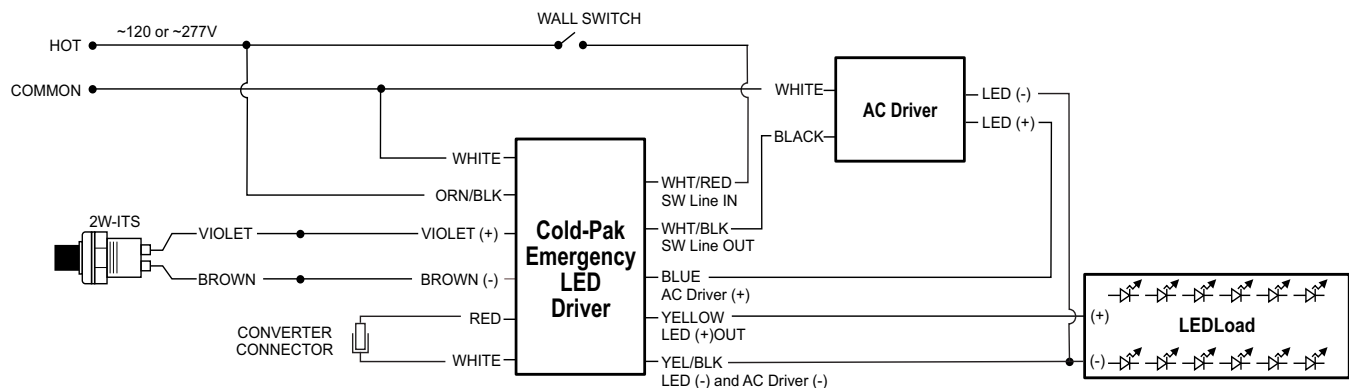 WALL SWITCH
~120 or ~277V
HOT
COMMON
WHITE
AC Driver
LED (-)
LED (+)
BLACK
WHITE
ORN/BLK
WHT/RED
SW Line IN
2W-ITS
VIOLET
VIOLET (+)
Cold-Pak
Emergency
LED
Driver
WHT/BLK
SW Line OUT
BROWN
BROWN (-)
BLUE
AC Driver (+)
CONVERTER
CONNECTOR
RED
WHITE
YELLOW
LED (+)OUT
YEL/BLK
LED (-) and AC Driver (-)
(+)
LEDLoad
(-)